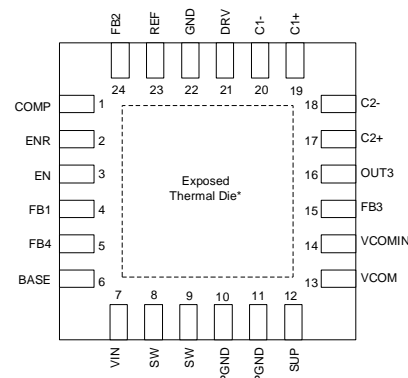 FB2 REF GND DRV C1- C1+
24 23 22 21 20 19
COMP 1
ENR 2
EN 3
FB1 4
FB4 5
BASE 6
Exposed
Thermal Die*
18 C2-
17 C2+
16 OUT3
15 FB3
14 VCOMIN
13 VCOM
7 8 9 10 11 12
VIN SW SW PGND PGND SUP